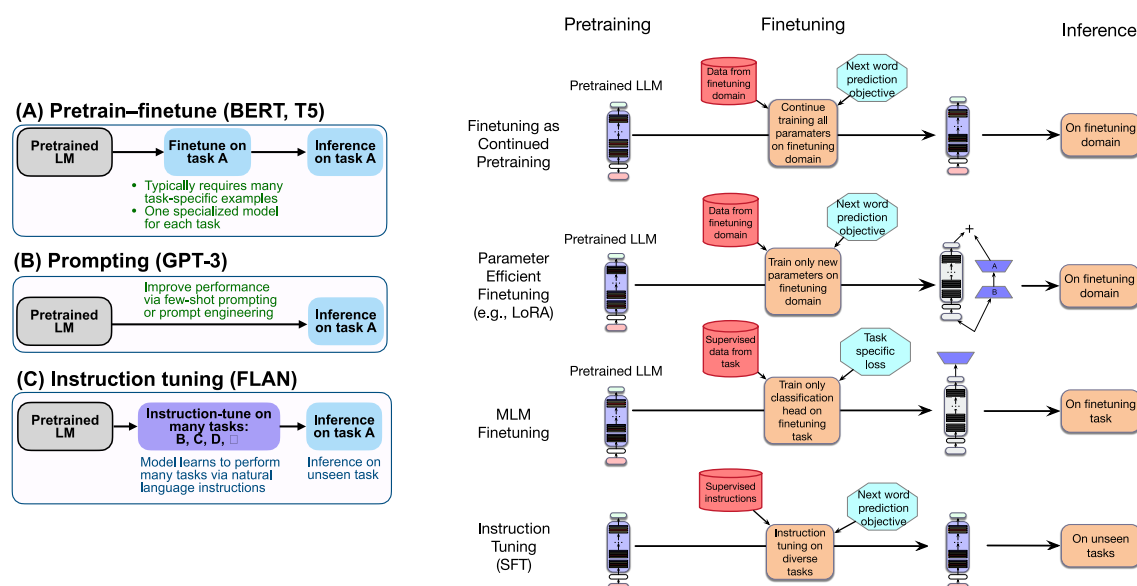 (A) Pretrain–finetune (BERT, T5)
Pretrained
LM
Finetune on
task A
Inference
on task A
• Typically requires many
task-specific examples
• One specialized model
for each task
(B) Prompting (GPT-3)
Improve performance
via few-shot prompting
or prompt engineering
Pretrained
LM
Inference
on task A
(C) Instruction tuning (FLAN)
Pretrained
LM
Instruction-tune on
many tasks:
B, C, D, □
Inference
on task A
Model learns to perform
many tasks via natural
language instructions
Inference on
unseen task
Pretraining
Finetuning
Inference
Finetuning as
Continued
Pretraining
Pretrained LLM
Data from
finetuning
domain
Next word
prediction
objective
Continue
training all
paramaters
on finetuning
domain
On finetuning
domain
Parameter
Efficient
Finetuning
(e.g., LoRA)
Pretrained LLM
Data from
finetuning
domain
Next word
prediction
objective
Train only new
parameters on
finetuning
domain
+
A
B
On finetuning
domain
MLM
Finetuning
Pretrained LLM
Supervised
data from
task
Task
specific
loss
Train only
classification
head on
finetuning
task
On finetuning
task
Instruction
Tuning
(SFT)
Supervised
instructions
Next word
prediction
objective
Instruction
tuning on
diverse
tasks
On unseen
tasks